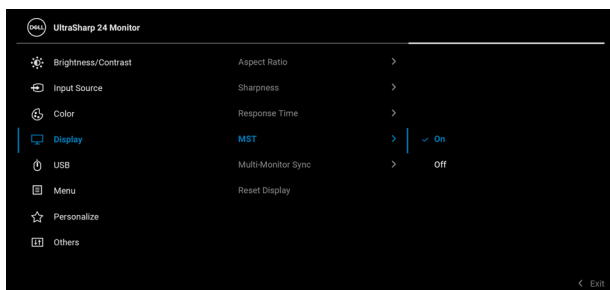 DELL UltraSharp 24 Monitor
Brightness/Contrast Aspect Ratio >
Input Source Sharpness >
Color Response Time >
Display MST > ✓ On
USB Multi-Monitor Sync > Off
Menu Reset Display
Personalize
Others
< Exit